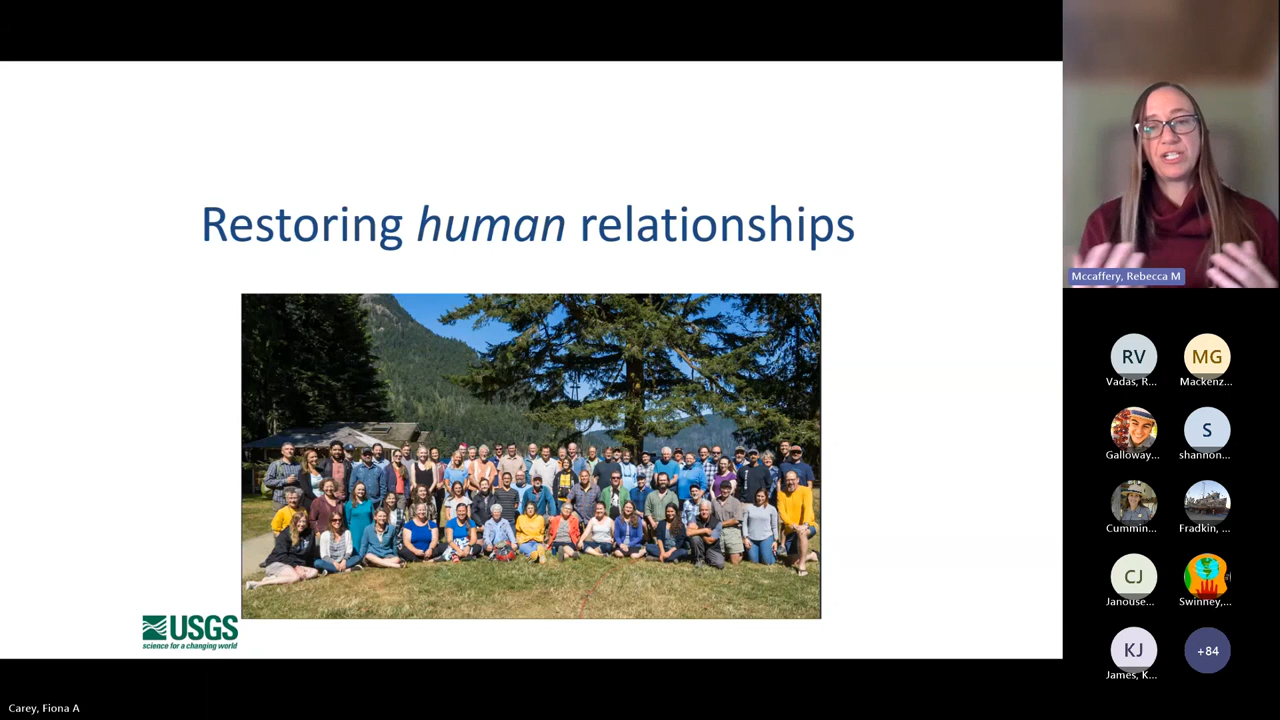 Restoring human relationships
USGS
science for a changing world
Mccaffery, Rebecca M
RV
Vadas, R...
MG
Mackenz...
Galloway...
S
shannon...
Cummin...
Fradkin, ...
CJ
Janouse...
Swinney,...
KJ
James, K...
+84
Carey, Fiona A